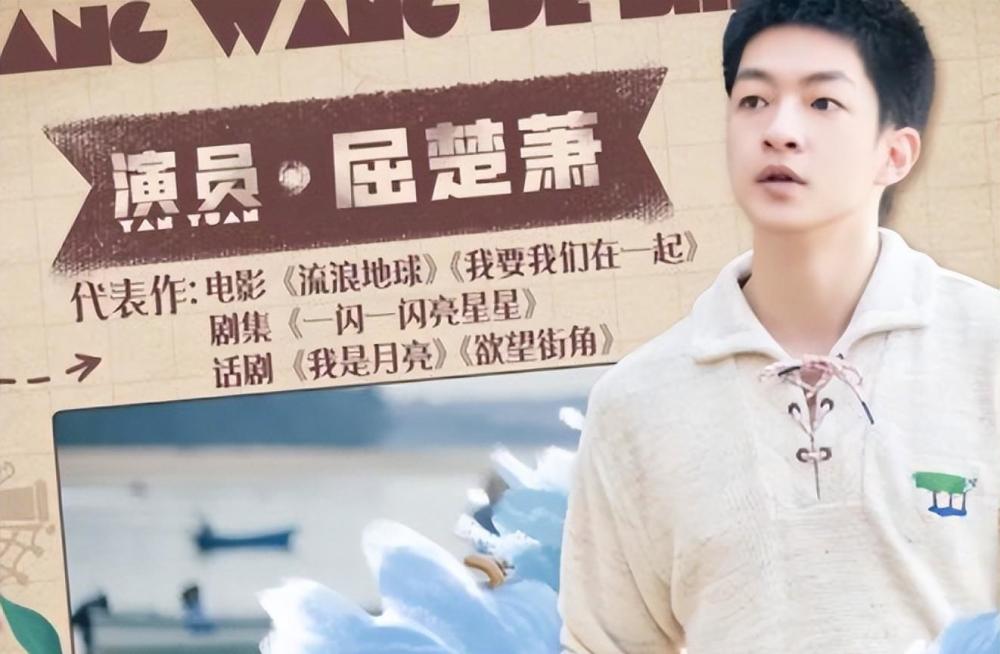 ANG WANG DE
演员·屈楚萧
YAN YUAN
代表作:电影《流浪地球》《我要我们在一起》
剧集《一闪一闪亮星星》
话剧《我是月亮》《欲望街角》